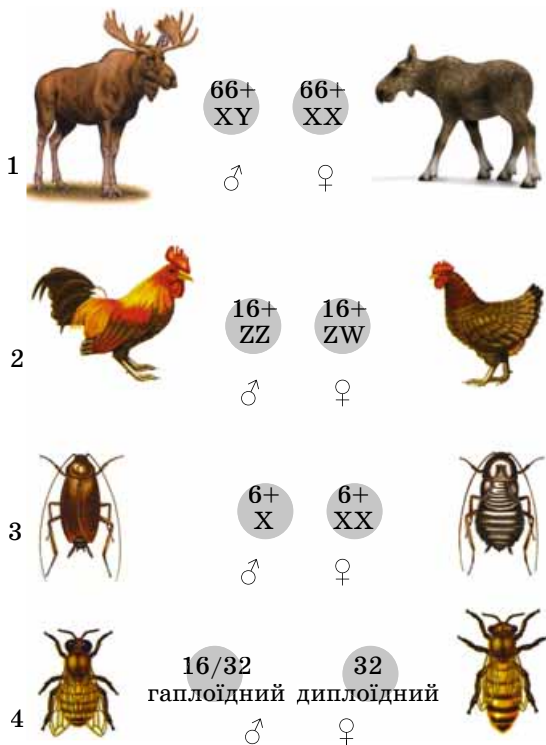 66+ 66+
XY XX
1 ♂ ♀
16+ 16+
ZZ ZW
2 ♂ ♀
6+ 6+
X XX
3 ♂ ♀
16/32 32
гаплоїдний диплоїдний
4 ♂ ♀